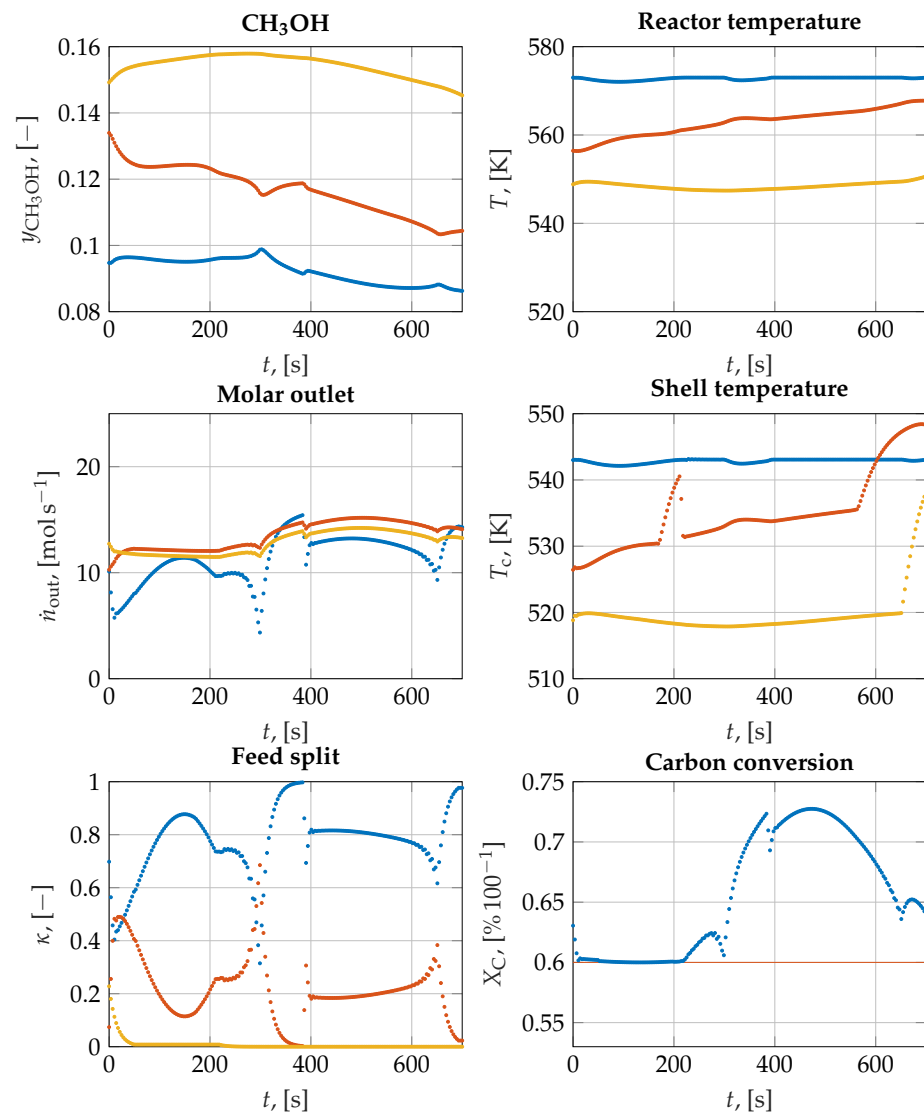 CH₃OH
0.16
0.14
0.12
0.1
0.08
y_CH₃OH, [−]
0 200 400 600
t, [s]
Reactor temperature
580
560
540
520
T, [K]
0 200 400 600
t, [s]
Molar outlet
20
10
0
ṅ_out, [mol s⁻¹]
0 200 400 600
t, [s]
Shell temperature
550
540
530
520
510
T_c, [K]
0 200 400 600
t, [s]
Feed split
1
0.8
0.6
0.4
0.2
0
κ, [−]
0 200 400 600
t, [s]
Carbon conversion
0.75
0.7
0.65
0.6
0.55
X_C, [% 100⁻¹]
0 200 400 600
t, [s]